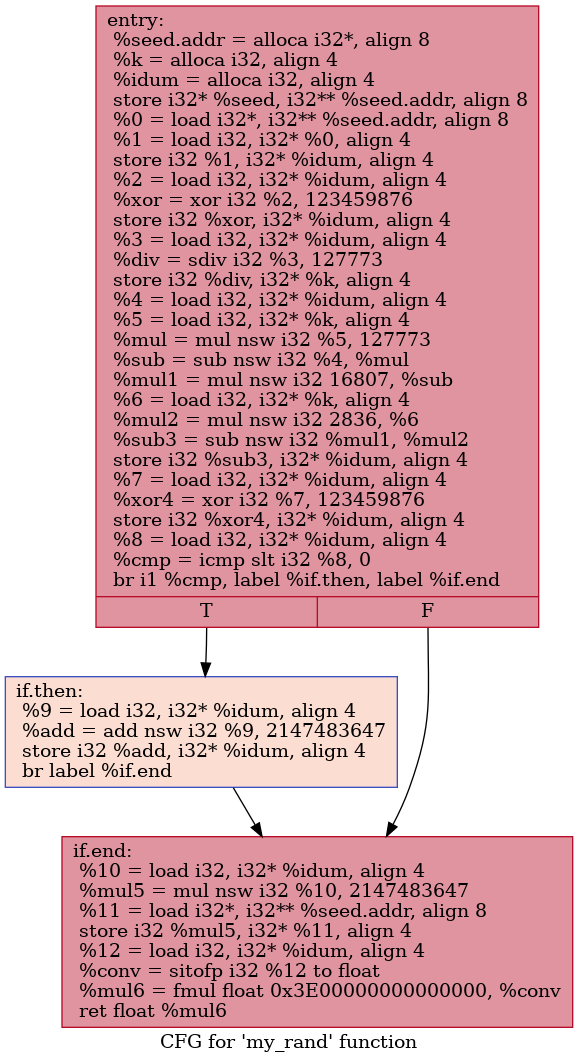 entry:
%seed.addr = alloca i32*, align 8
%k = alloca i32, align 4
%idum = alloca i32, align 4
store i32* %seed, i32** %seed.addr, align 8
%0 = load i32*, i32** %seed.addr, align 8
%1 = load i32, i32* %0, align 4
store i32 %1, i32* %idum, align 4
%2 = load i32, i32* %idum, align 4
%xor = xor i32 %2, 123459876
store i32 %xor, i32* %idum, align 4
%3 = load i32, i32* %idum, align 4
%div = sdiv i32 %3, 127773
store i32 %div, i32* %k, align 4
%4 = load i32, i32* %idum, align 4
%5 = load i32, i32* %k, align 4
%mul = mul nsw i32 %5, 127773
%sub = sub nsw i32 %4, %mul
%mul1 = mul nsw i32 16807, %sub
%6 = load i32, i32* %k, align 4
%mul2 = mul nsw i32 2836, %6
%sub3 = sub nsw i32 %mul1, %mul2
store i32 %sub3, i32* %idum, align 4
%7 = load i32, i32* %idum, align 4
%xor4 = xor i32 %7, 123459876
store i32 %xor4, i32* %idum, align 4
%8 = load i32, i32* %idum, align 4
%cmp = icmp slt i32 %8, 0
br i1 %cmp, label %if.then, label %if.end
T F
if.then:
%9 = load i32, i32* %idum, align 4
%add = add nsw i32 %9, 2147483647
store i32 %add, i32* %idum, align 4
br label %if.end
if.end:
%10 = load i32, i32* %idum, align 4
%mul5 = mul nsw i32 %10, 2147483647
%11 = load i32*, i32** %seed.addr, align 8
store i32 %mul5, i32* %11, align 4
%12 = load i32, i32* %idum, align 4
%conv = sitofp i32 %12 to float
%mul6 = fmul float 0x3E00000000000000, %conv
ret float %mul6
CFG for 'my_rand' function